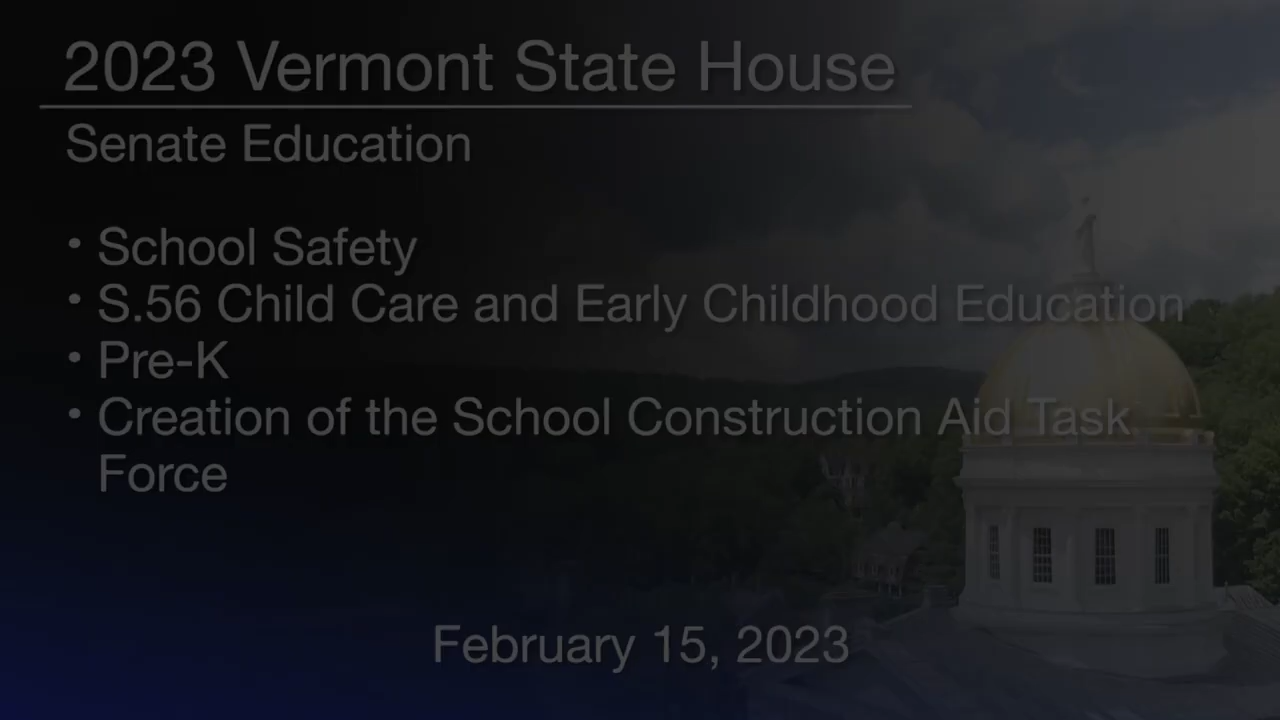 2023 Vermont State House
Senate Education
• School Safety
• S.56 Child Care and Early Childhood Education
• Pre-K
• Creation of the School Construction Aid Task
Force
February 15, 2023